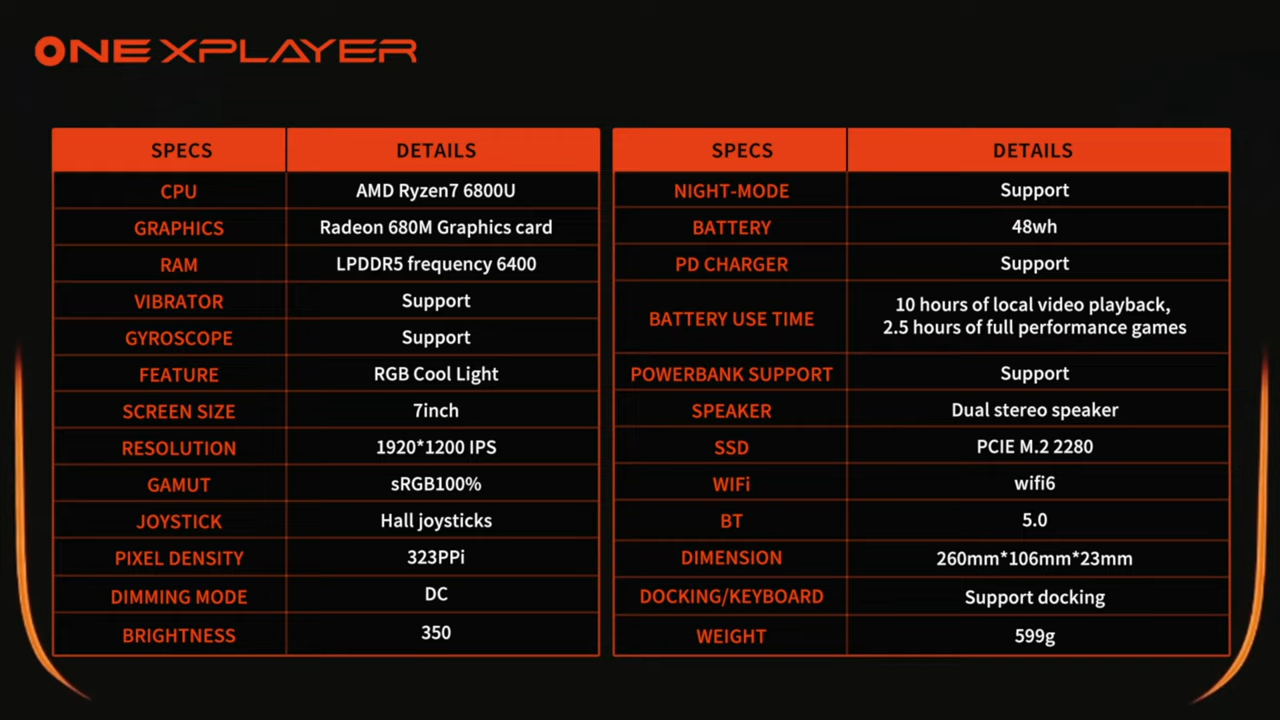 ONEXPLAYER
SPECS DETAILS
CPU AMD Ryzen7 6800U
GRAPHICS Radeon 680M Graphics card
RAM LPDDR5 frequency 6400
VIBRATOR Support
GYROSCOPE Support
FEATURE RGB Cool Light
SCREEN SIZE 7inch
RESOLUTION 1920*1200 IPS
GAMUT sRGB100%
JOYSTICK Hall joysticks
PIXEL DENSITY 323PPi
DIMMING MODE DC
BRIGHTNESS 350
SPECS DETAILS
NIGHT-MODE Support
BATTERY 48wh
PD CHARGER Support
BATTERY USE TIME 10 hours of local video playback,
2.5 hours of full performance games
POWERBANK SUPPORT Support
SPEAKER Dual stereo speaker
SSD PCIE M.2 2280
WIFi wifi6
BT 5.0
DIMENSION 260mm*106mm*23mm
DOCKING/KEYBOARD Support docking
WEIGHT 599g